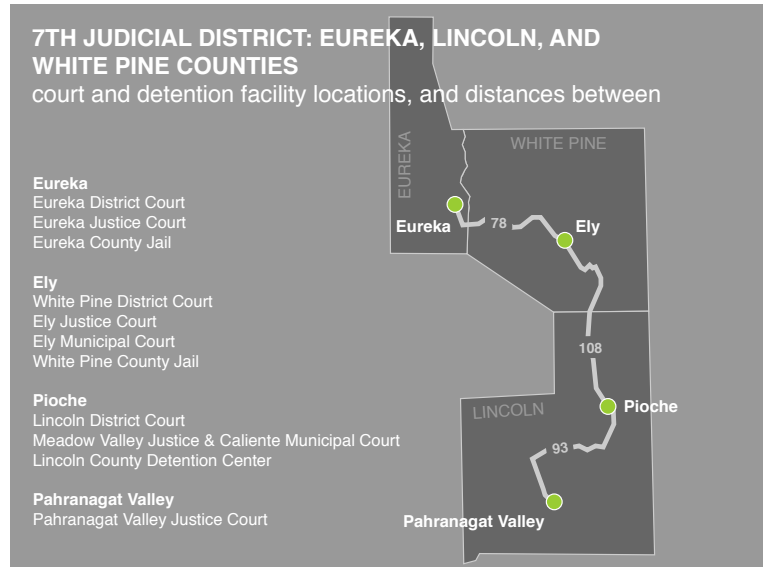 7TH JUDICIAL DISTRICT: EUREKA, LINCOLN, AND
WHITE PINE COUNTIES
court and detention facility locations, and distances between
Eureka
Eureka District Court
Eureka Justice Court
Eureka County Jail
Ely
White Pine District Court
Ely Justice Court
Ely Municipal Court
White Pine County Jail
Pioche
Lincoln District Court
Meadow Valley Justice & Caliente Municipal Court
Lincoln County Detention Center
Pahranagat Valley
Pahranagat Valley Justice Court
EUREKA
WHITE PINE
Eureka
78
Ely
108
LINCOLN
Pioche
93
Pahranagat Valley